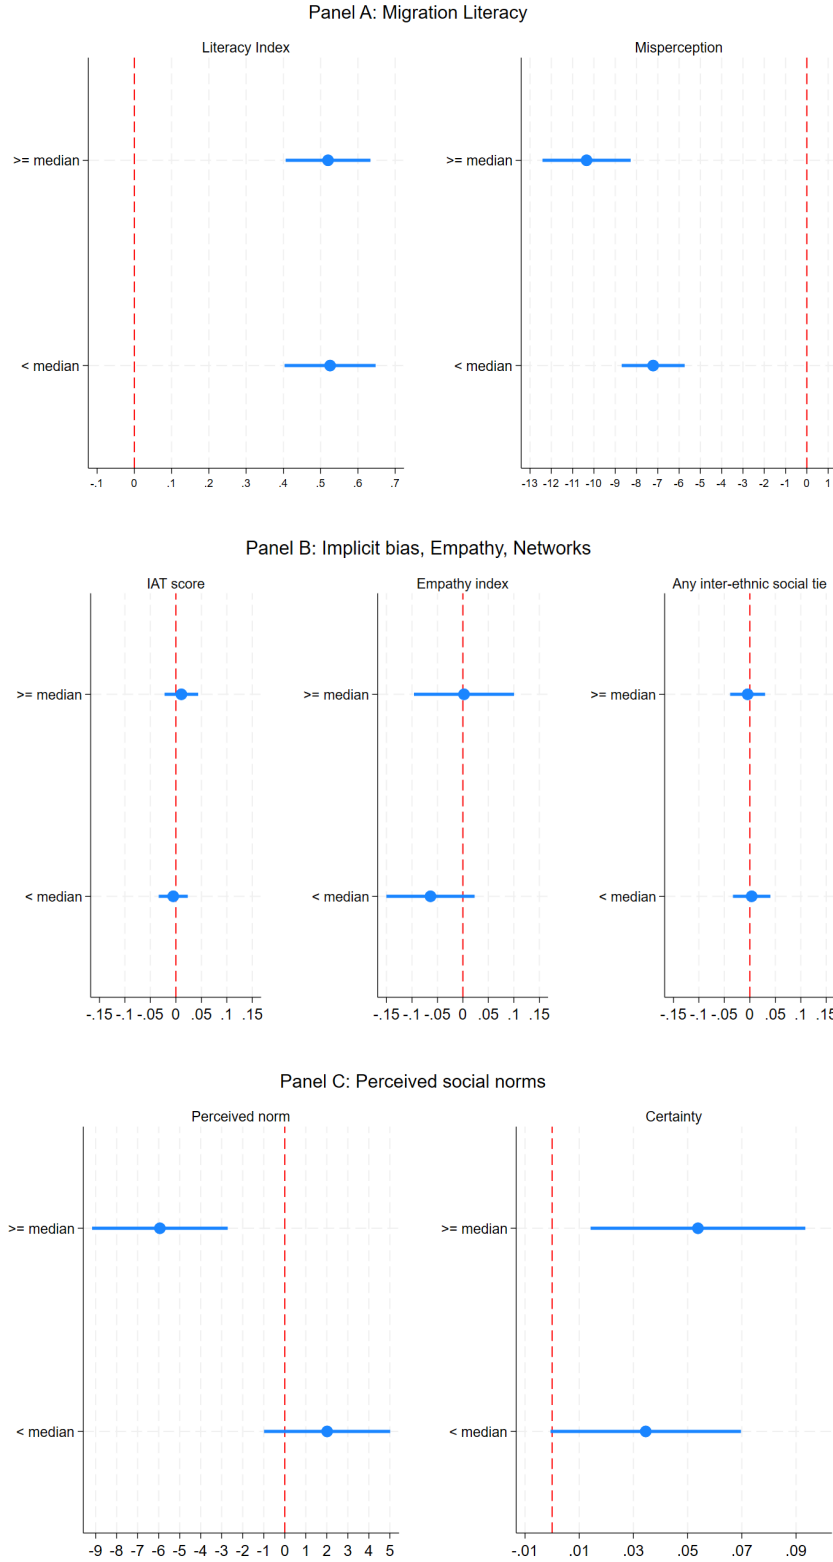 Panel A: Migration Literacy
Literacy Index
>= median
< median
-.1 0 .1 .2 .3 .4 .5 .6 .7
Misperception
>= median
< median
-13 -12 -11 -10 -9 -8 -7 -6 -5 -4 -3 -2 -1 0 1
Panel B: Implicit bias, Empathy, Networks
IAT score
>= median
< median
-.15 -.1 -.05 0 .05 .1 .15
Empathy index
>= median
< median
-.15 -.1 -.05 0 .05 .1 .15
Any inter-ethnic social tie
>= median
< median
-.15 -.1 -.05 0 .05 .1 .15
Panel C: Perceived social norms
Perceived norm
>= median
< median
-9 -8 -7 -6 -5 -4 -3 -2 -1 0 1 2 3 4 5
Certainty
>= median
< median
-.01 .01 .03 .05 .07 .09